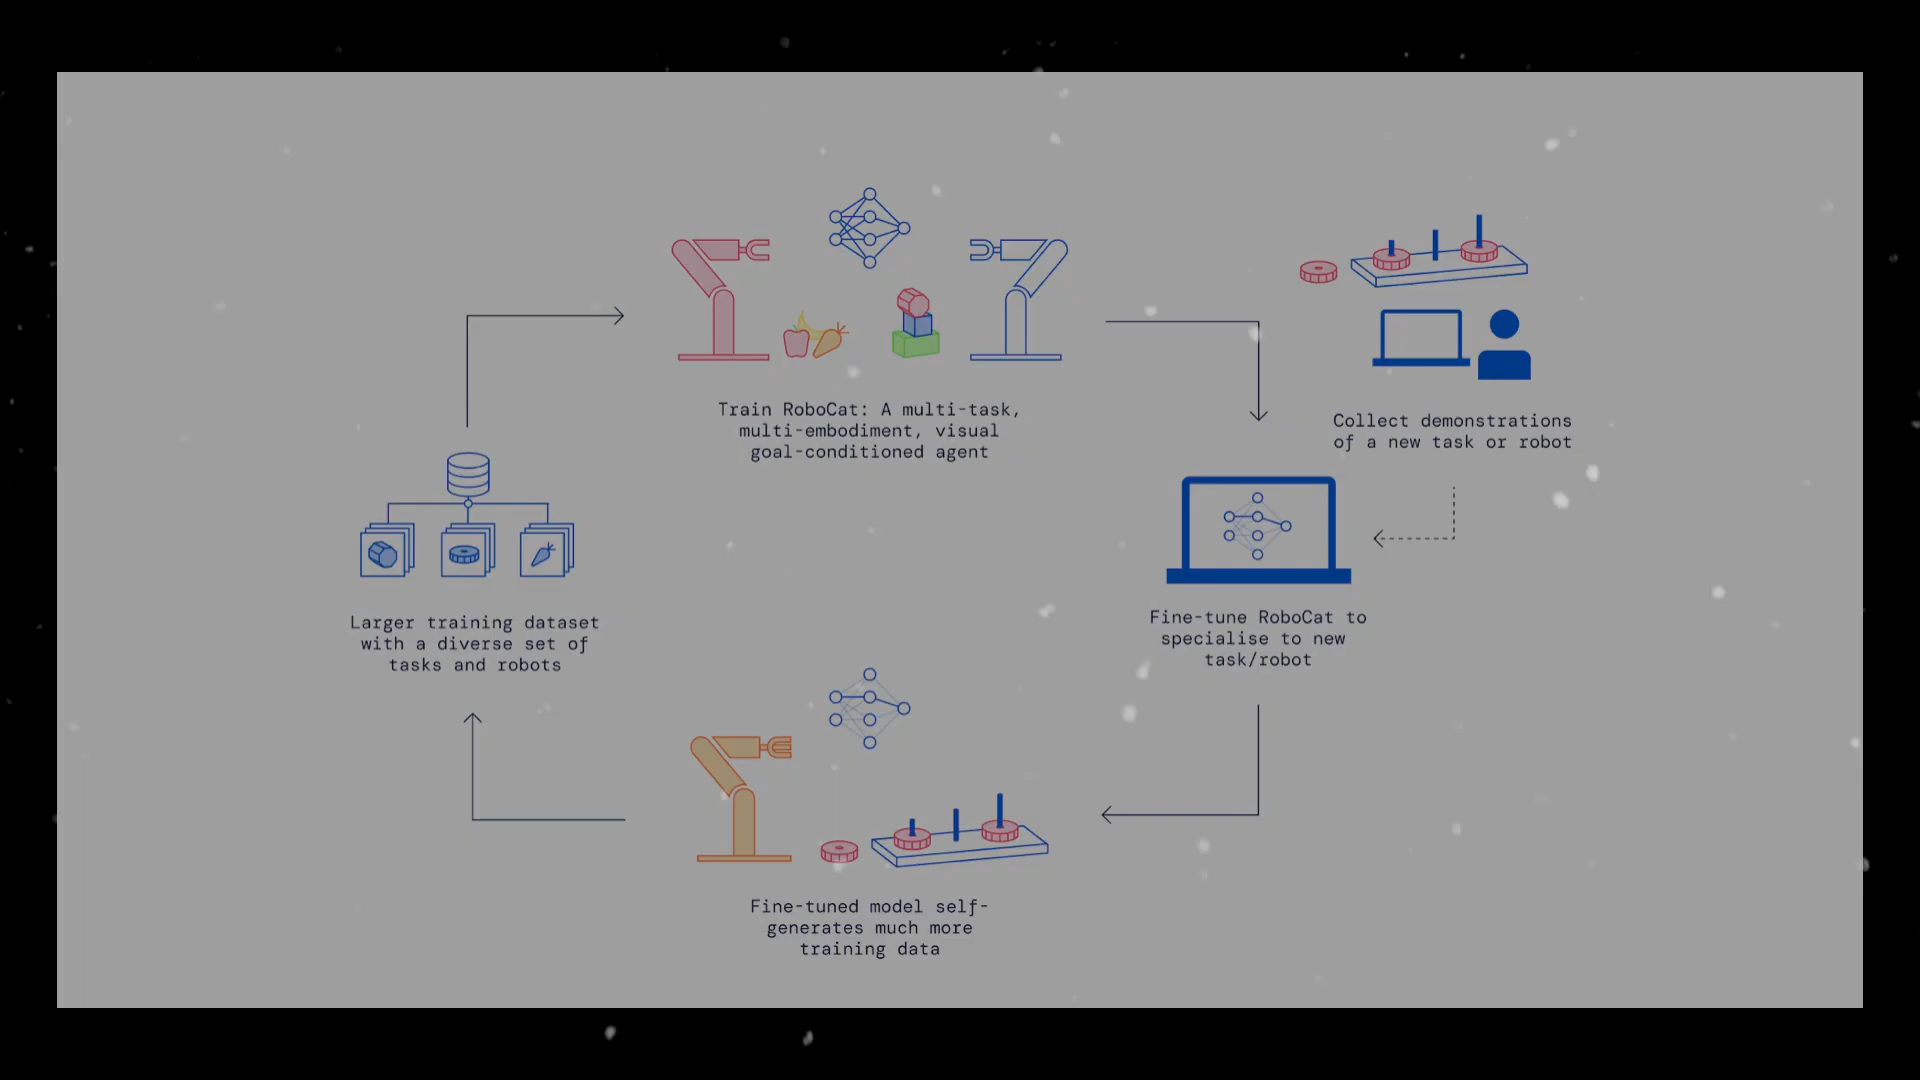 Train RoboCat: A multi-task,
multi-embodiment, visual
goal-conditioned agent
Collect demonstrations
of a new task or robot
Fine-tune RoboCat to
specialise to new
task/robot
Fine-tuned model self-
generates much more
training data
Larger training dataset
with a diverse set of
tasks and robots